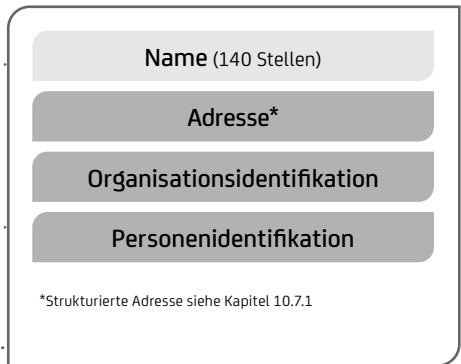 Name (140 Stellen)
Adresse*
Organisationsidentifikation
Personenidentifikation
*Strukturierte Adresse siehe Kapitel 10.7.1